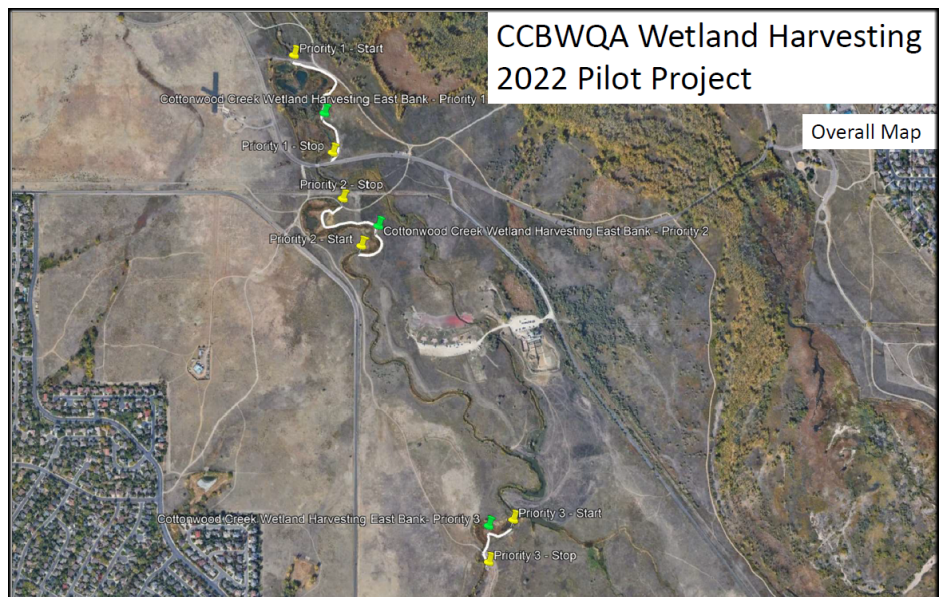 CCBWQA Wetland Harvesting
2022 Pilot Project
Overall Map
Priority 1 - Start
Cottonwood Creek Wetland Harvesting East Bank - Priority 1
Priority 1 - Stop
Priority 2 - Stop
Cottonwood Creek Wetland Harvesting East Bank - Priority 2
Priority 2 - Start
Priority 3 - Start
Cottonwood Creek Wetland Harvesting East Bank- Priority 3
Priority 3 - Stop